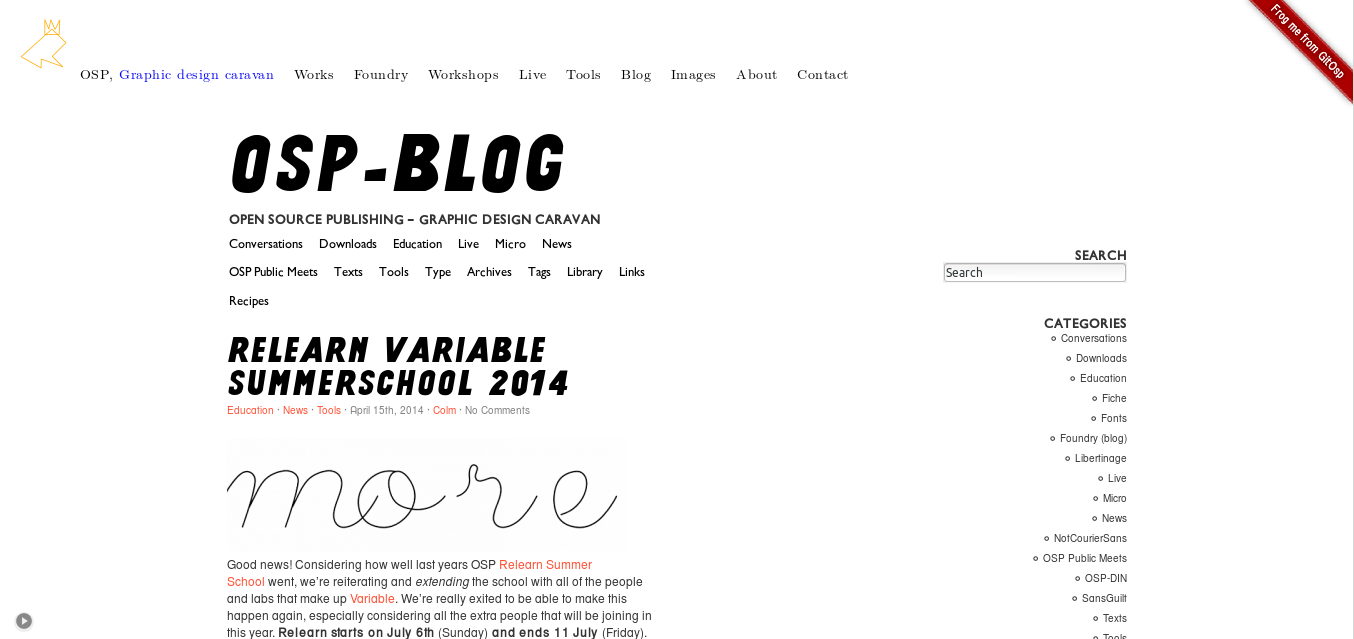 Frog me from GitOsp
OSP, Graphic design caravan Works Foundry Workshops Live Tools Blog Images About Contact
OSP-BLOG
OPEN SOURCE PUBLISHING – GRAPHIC DESIGN CARAVAN
Conversations Downloads Education Live Micro News
OSP Public Meets Texts Tools Type Archives Tags Library Links
Recipes
RELEARN VARIABLE
SUMMERSCHOOL 2014
Education · News · Tools · April 15th, 2014 · Colm · No Comments
more
Good news! Considering how well last years OSP Relearn Summer
School went, we're reiterating and extending the school with all of the people
and labs that make up Variable. We're really exited to be able to make this
happen again, especially considering all the extra people that will be joining in
this year. Relearn starts on July 6th (Sunday) and ends 11 July (Friday).
SEARCH
Search
CATEGORIES
Conversations
Downloads
Education
Fiche
Fonts
Foundry (blog)
Libertinage
Live
Micro
News
NotCourierSans
OSP Public Meets
OSP-DIN
SansGuilt
Texts
Tools